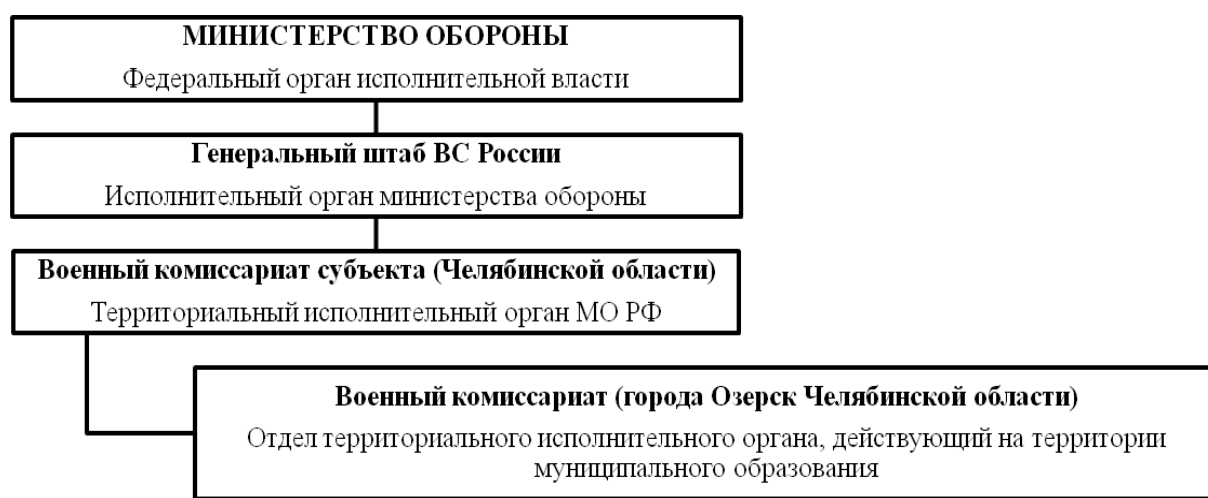 МИНИСТЕРСТВО ОБОРОНЫ
Федеральный орган исполнительной власти
Генеральный штаб ВС России
Исполнительный орган министерства обороны
Военный комиссариат субъекта (Челябинской области)
Территориальный исполнительный орган МО РФ
Военный комиссариат (города Озерск Челябинской области)
Отдел территориального исполнительного органа, действующий на территории
муниципального образования